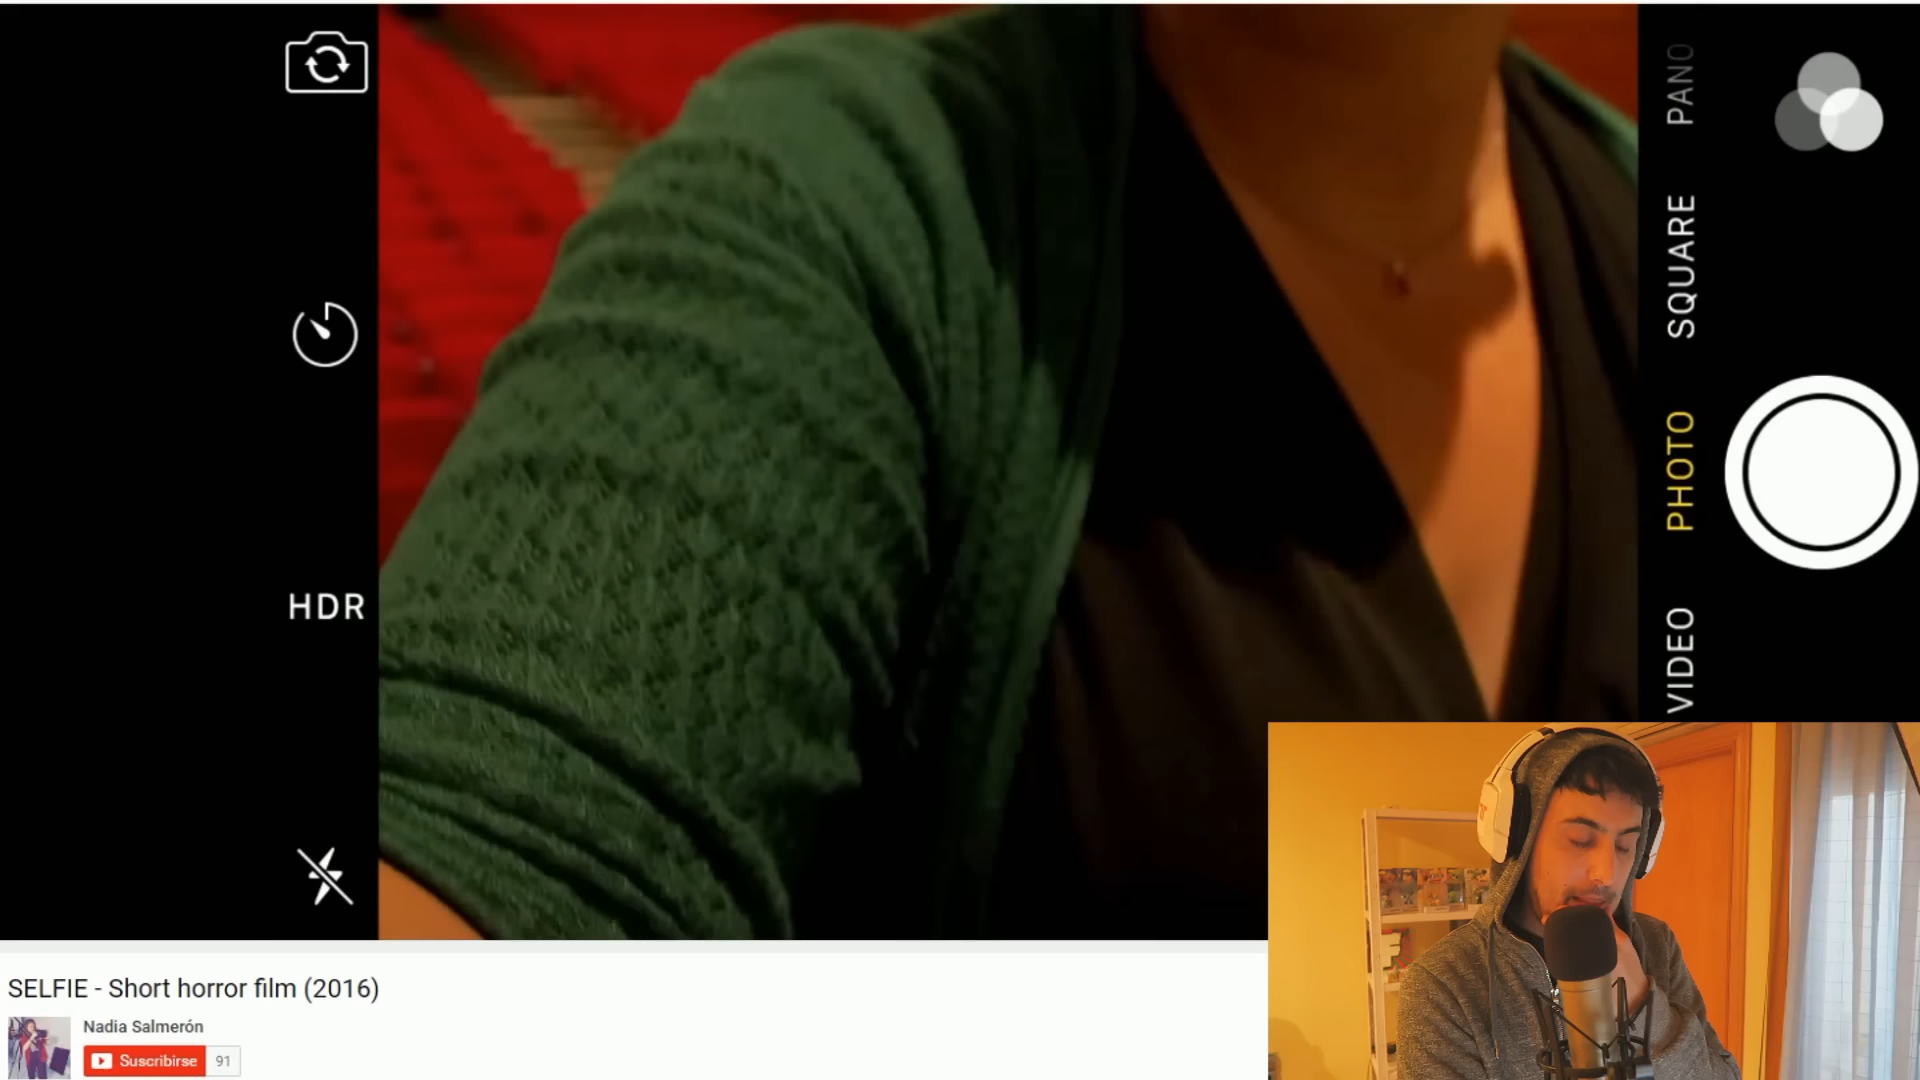 HDR
PANO
SQUARE
PHOTO
VIDEO
SELFIE - Short horror film (2016)
Nadia Salmerón
Suscribirse 91